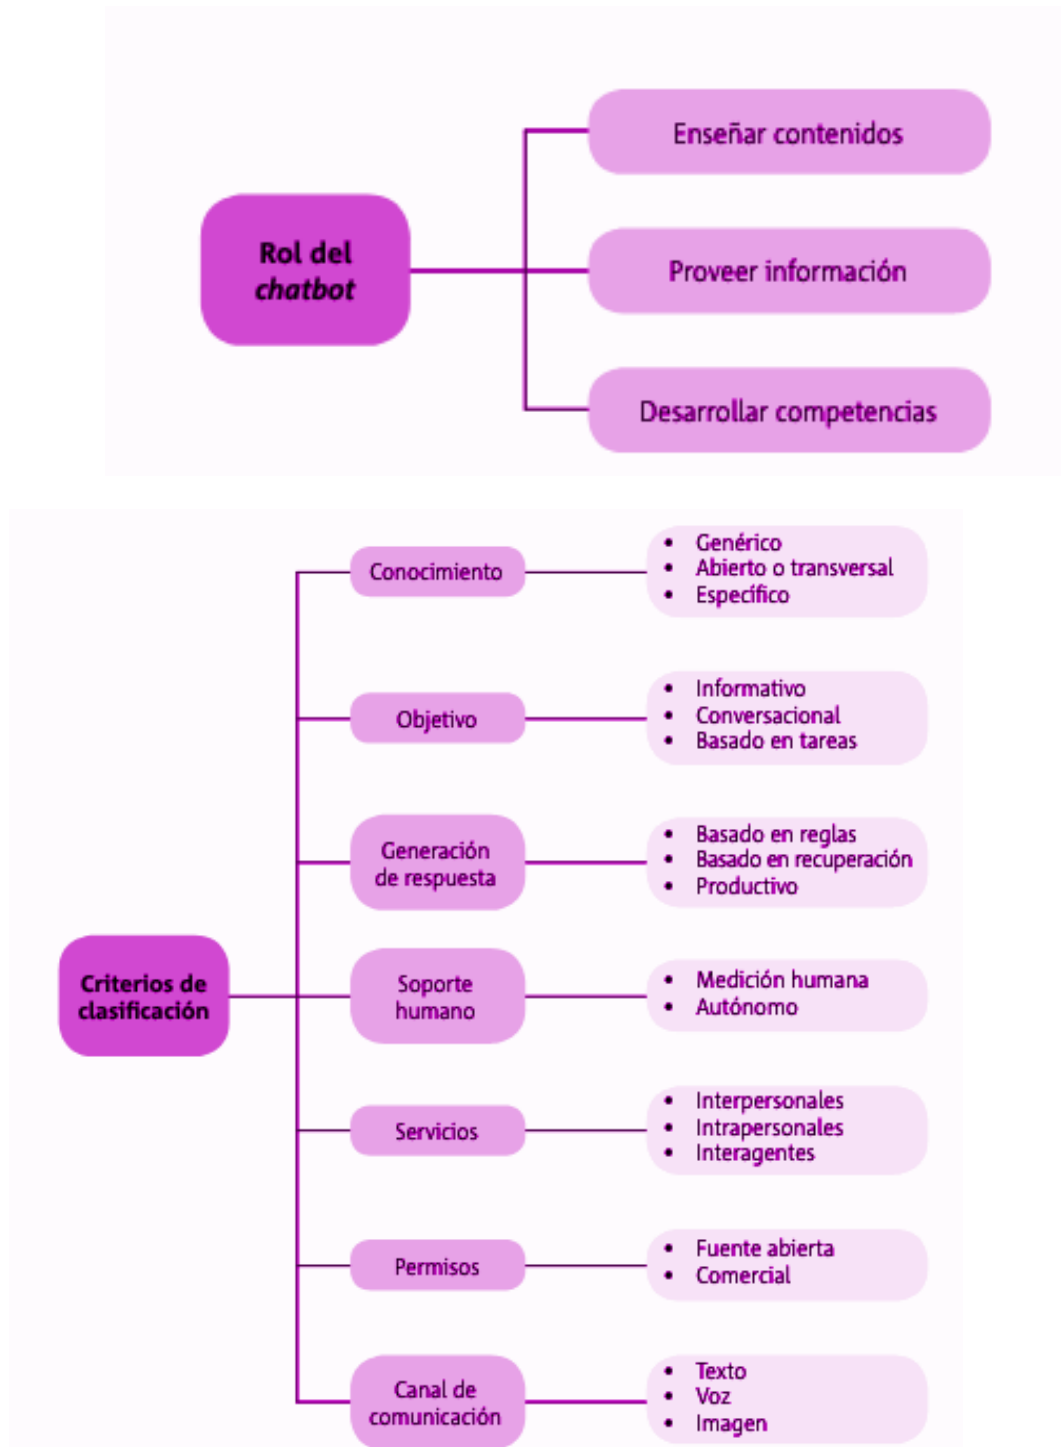 Rol del
chatbot
Enseñar contenidos
Proveer información
Desarrollar competencias
Criterios de
clasificación
Conocimiento
• Genérico
• Abierto o transversal
• Específico
Objetivo
• Informativo
• Conversacional
• Basado en tareas
Generación
de respuesta
• Basado en reglas
• Basado en recuperación
• Productivo
Soporte
humano
• Medición humana
• Autónomo
Servicios
• Interpersonales
• Intrapersonales
• Interagentes
Permisos
• Fuente abierta
• Comercial
Canal de
comunicación
• Texto
• Voz
• Imagen